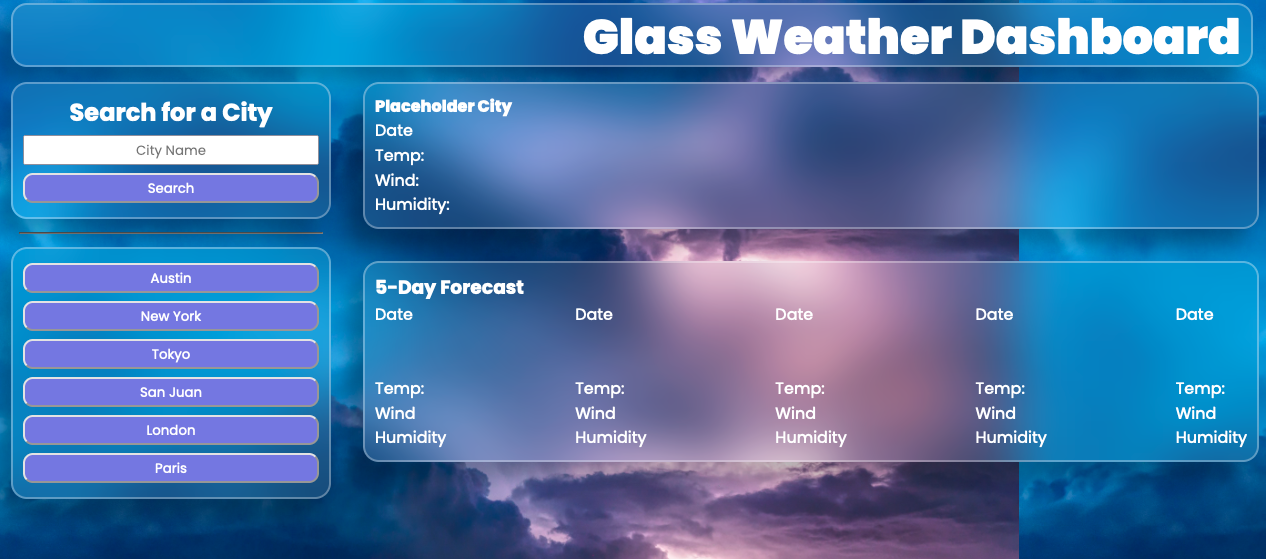 Glass Weather Dashboard
Search for a City
City Name
Search
Austin
New York
Tokyo
San Juan
London
Paris
Placeholder City
Date
Temp:
Wind:
Humidity:
5-Day Forecast
Date Date Date Date Date
Temp: Temp: Temp: Temp: Temp:
Wind Wind Wind Wind Wind
Humidity Humidity Humidity Humidity Humidity